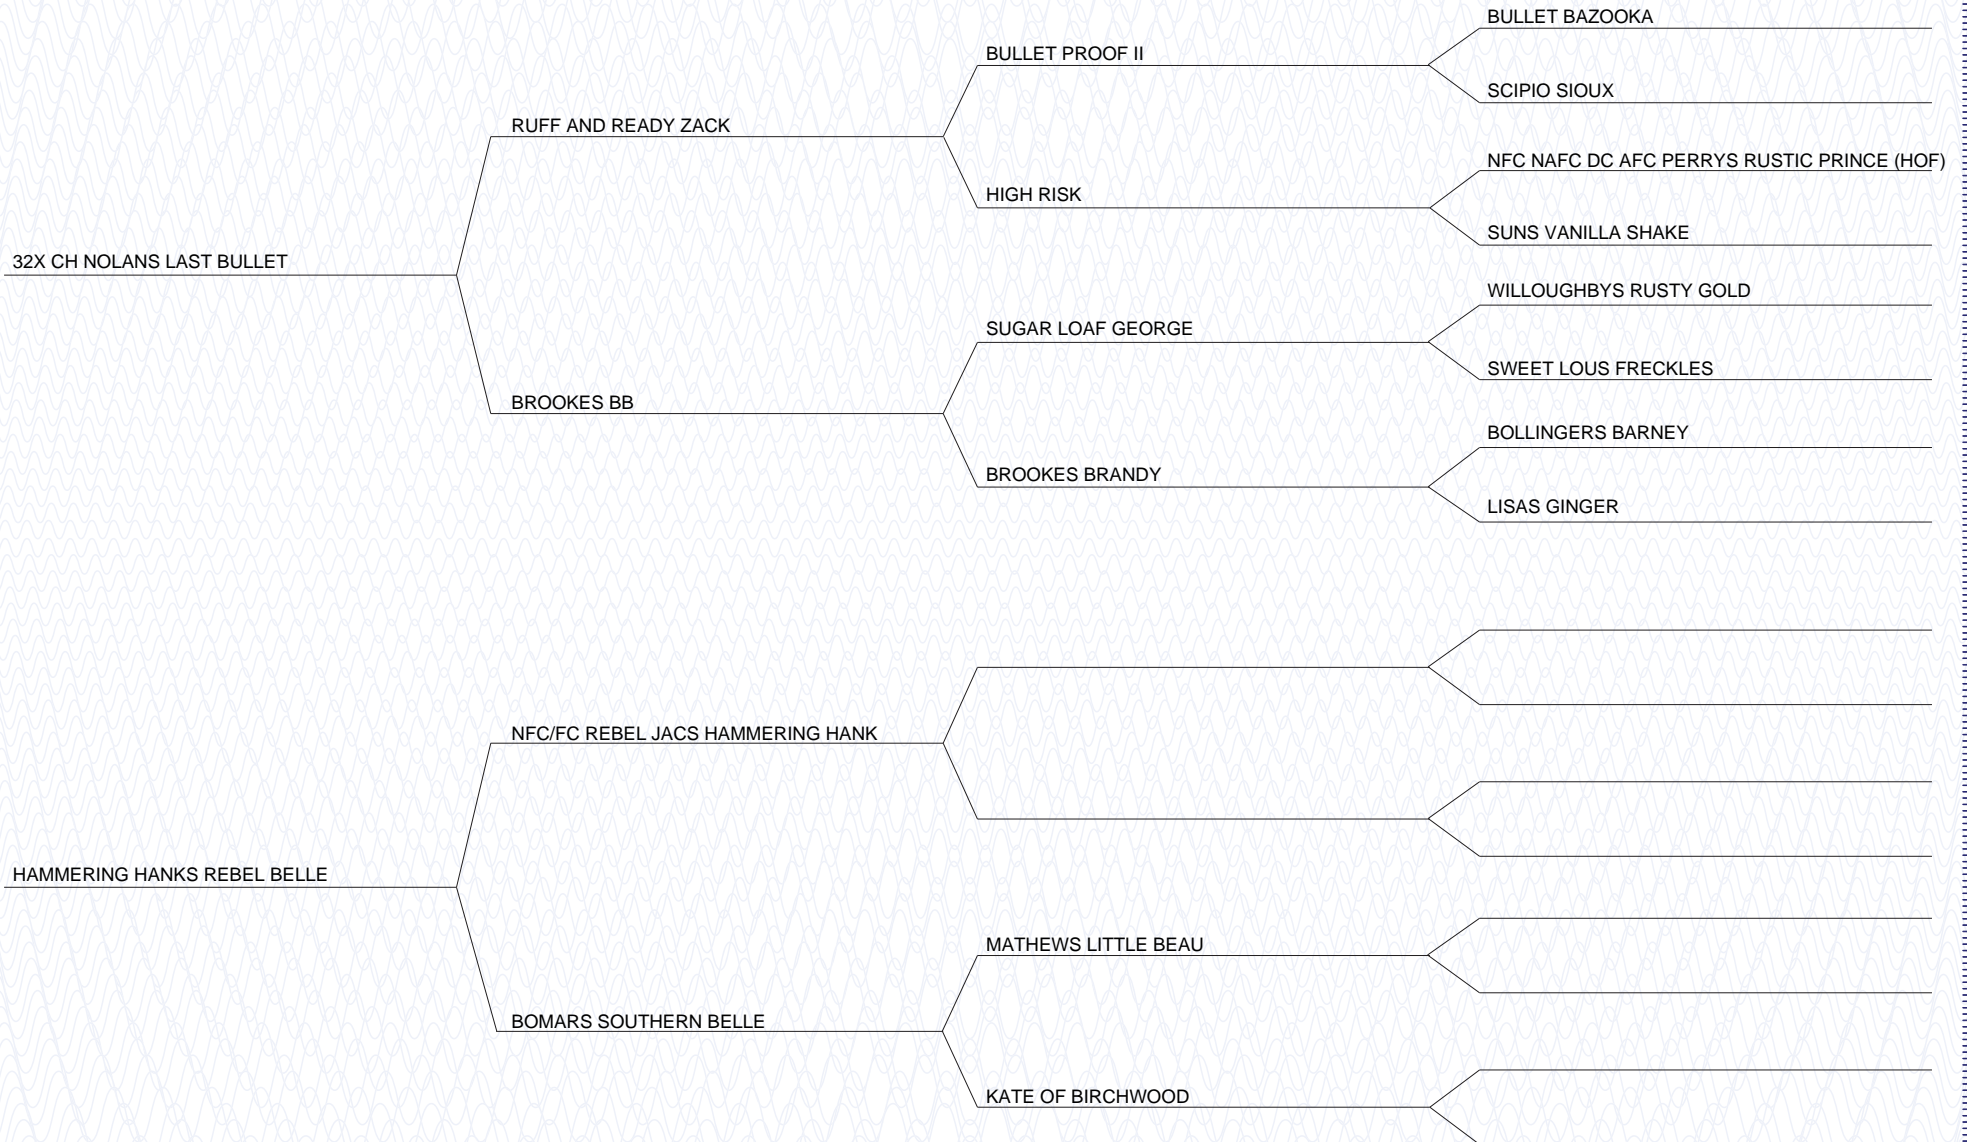 BULLET BAZOOKA
BULLET PROOF II
SCIPIO SIOUX
RUFF AND READY ZACK
NFC NAFC DC AFC PERRYS RUSTIC PRINCE (HOF)
HIGH RISK
SUNS VANILLA SHAKE
32X CH NOLANS LAST BULLET
WILLOUGHBYS RUSTY GOLD
SUGAR LOAF GEORGE
SWEET LOUS FRECKLES
BROOKES BB
BOLLINGERS BARNEY
BROOKES BRANDY
LISAS GINGER
NFC/FC REBEL JACS HAMMERING HANK
HAMMERING HANKS REBEL BELLE
MATHEWS LITTLE BEAU
BOMARS SOUTHERN BELLE
KATE OF BIRCHWOOD